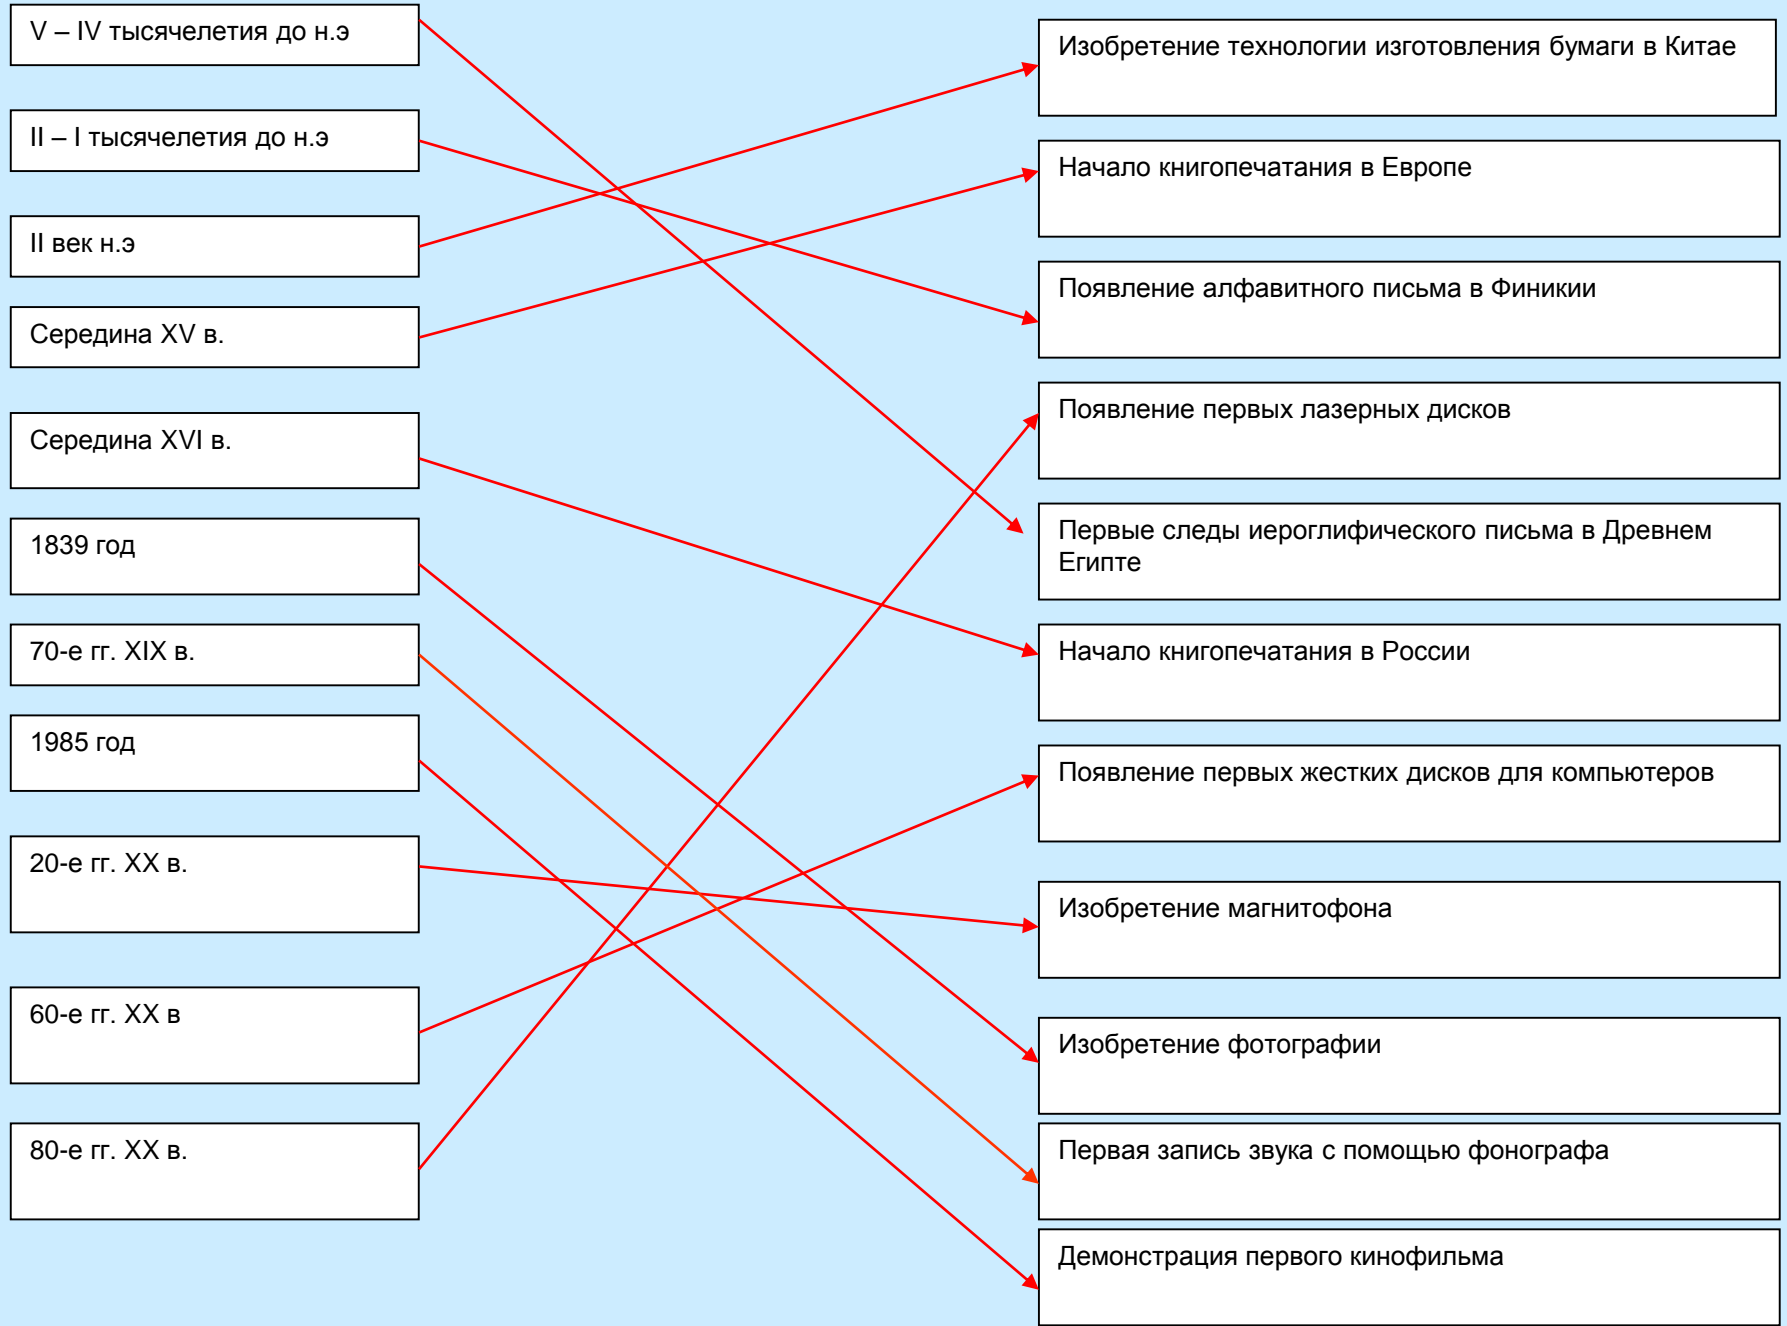 V – IV тысячелетия до н.э
II – I тысячелетия до н.э
II век н.э
Середина XV в.
Середина XVI в.
1839 год
70-е гг. XIX в.
1985 год
20-е гг. XX в.
60-е гг. XX в
80-е гг. XX в.
Изобретение технологии изготовления бумаги в Китае
Начало книгопечатания в Европе
Появление алфавитного письма в Финикии
Появление первых лазерных дисков
Первые следы иероглифического письма в Древнем
Египте
Начало книгопечатания в России
Появление первых жестких дисков для компьютеров
Изобретение магнитофона
Изобретение фотографии
Первая запись звука с помощью фонографа
Демонстрация первого кинофильма